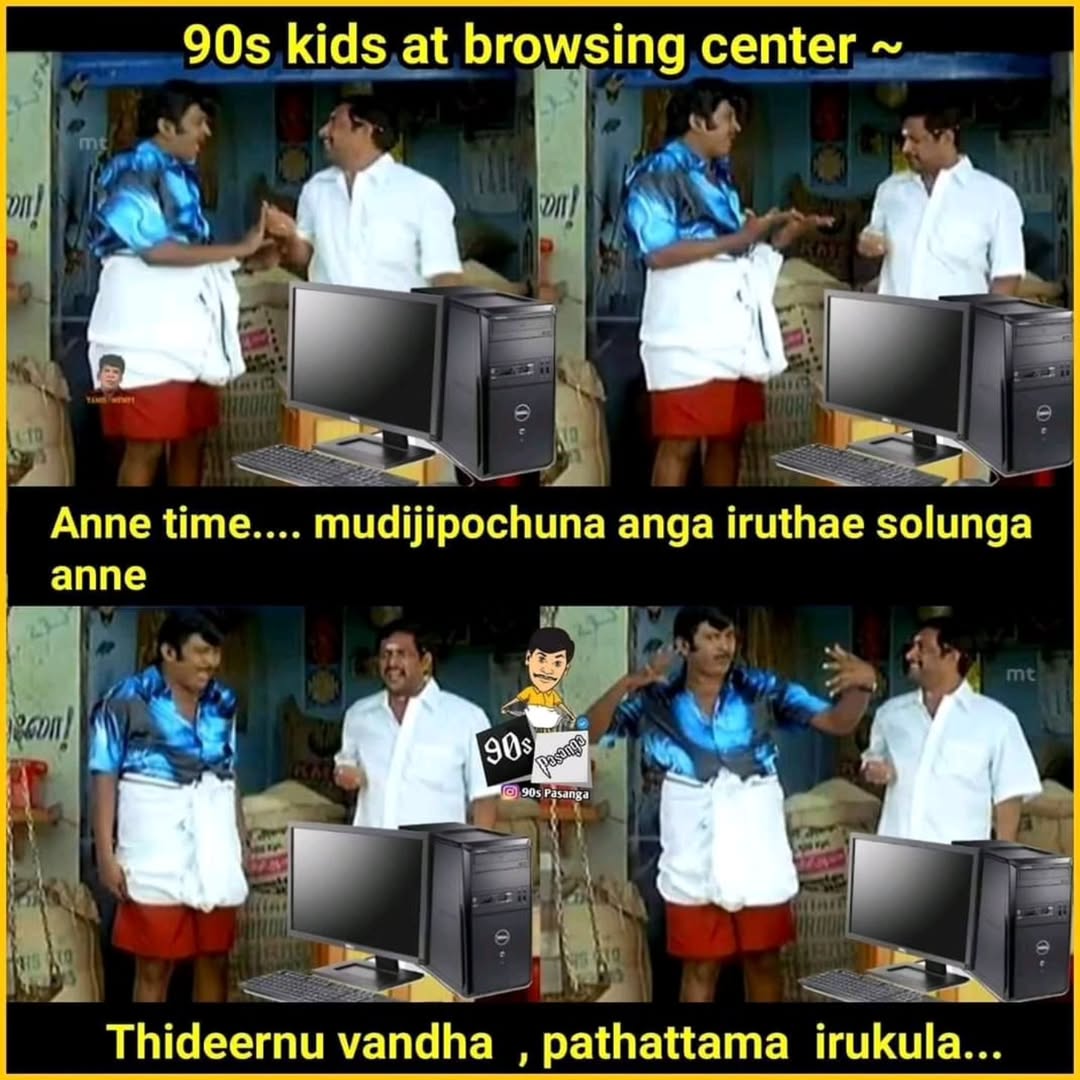 90s kids at browsing center ~
mt
Anne time.... mudijipochuna anga iruthae solunga
anne
90s
Pasanga
90s Pasanga
mt
Thideernu vandha , pathattama irukula...